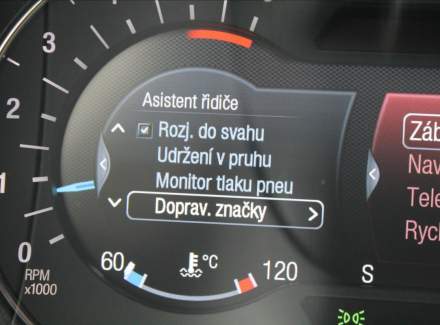 3
2
1
0
RPM
x1000
Asistent řidiče
Rozj. do svahu
Udržení v pruhu
Monitor tlaku pneu
Doprav. značky
60
°C
120
S
Záb
Nav
Tele
Rych